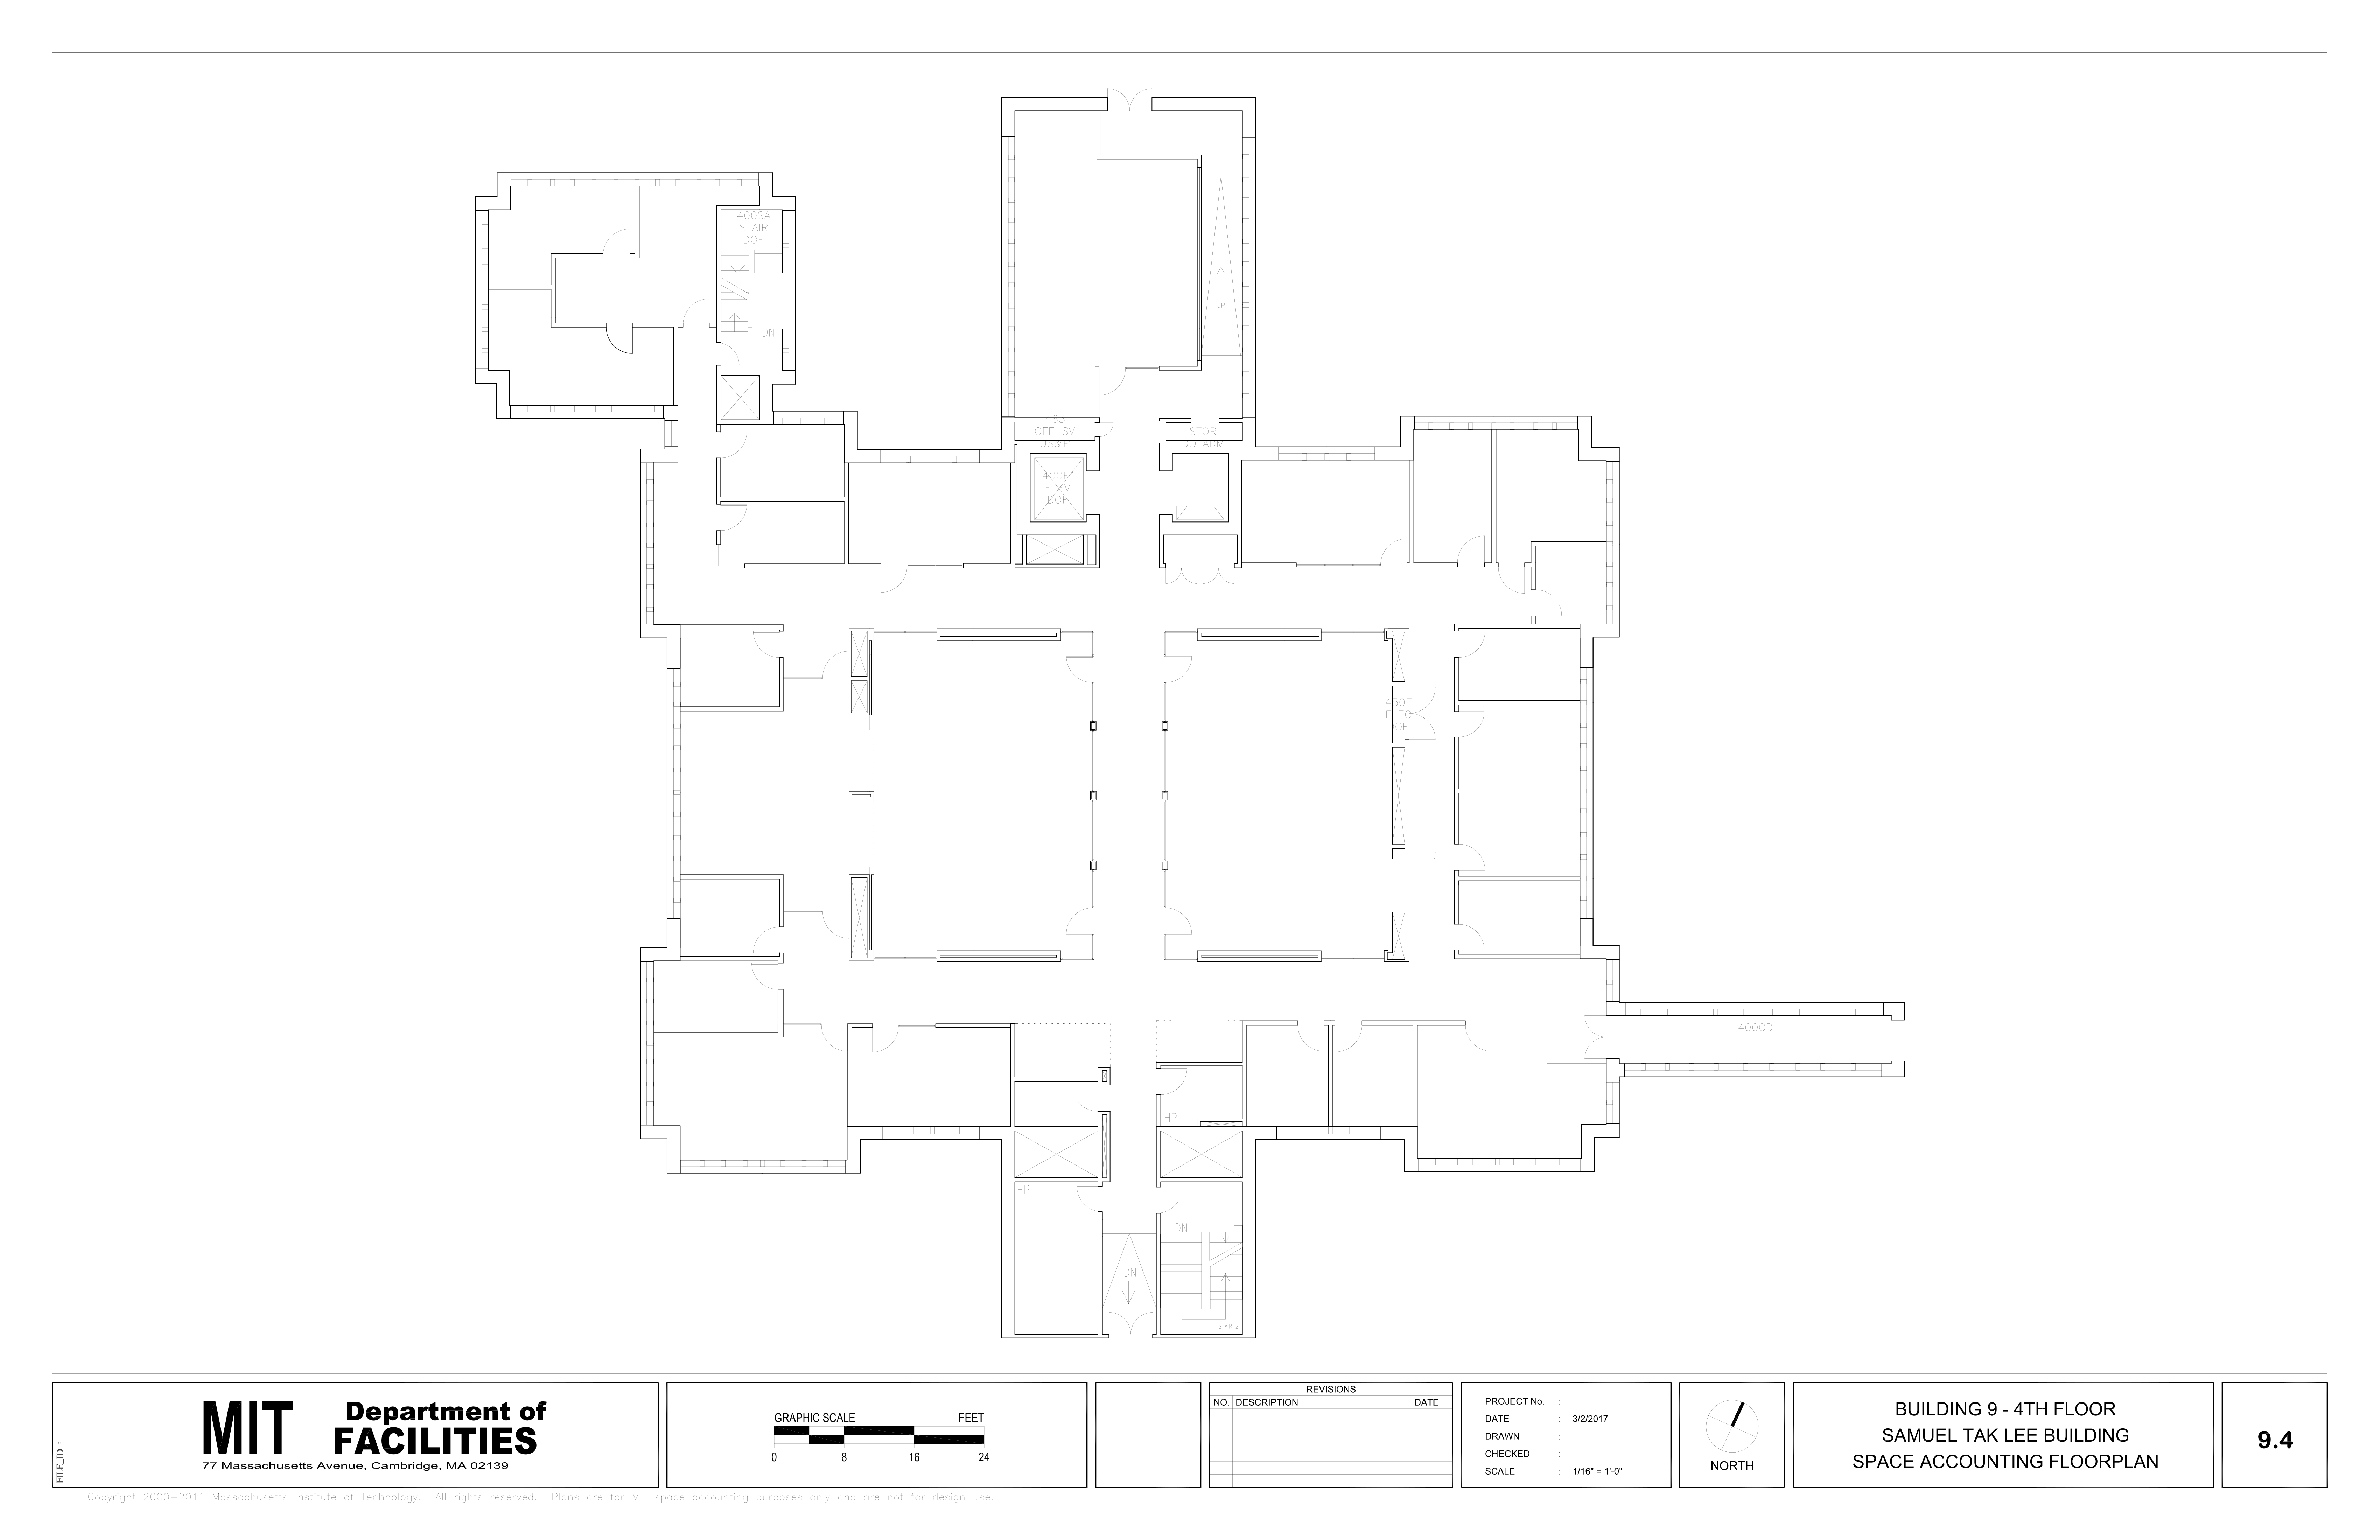 400SA
STAIR
DOF
DN
UP
463
OFF SV
US&P
STOR
DOFADM
400E1
ELEV
DOF
450E
ELEC
DOF
400CD
HP
HP
DN
DN
STAIR 2
FILE_ID :
MIT Department of
FACILITIES
77 Massachusetts Avenue, Cambridge, MA 02139
GRAPHIC SCALE FEET
0 8 16 24
REVISIONS
NO. DESCRIPTION DATE
PROJECT No. :
DATE : 3/2/2017
DRAWN :
CHECKED :
SCALE : 1/16" = 1'-0"
NORTH
BUILDING 9 - 4TH FLOOR
SAMUEL TAK LEE BUILDING
SPACE ACCOUNTING FLOORPLAN
9.4
Copyright 2000-2011 Massachusetts Institute of Technology. All rights reserved. Plans are for MIT space accounting purposes only and are not for design use.